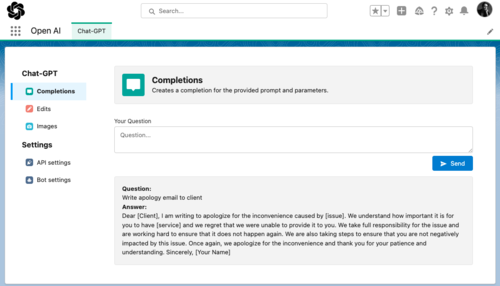 Search...
Open AI
Chat-GPT
Chat-GPT
Completions
Edits
Images
Settings
API settings
Bot settings
Completions
Creates a completion for the provided prompt and parameters.
Your Question
Question...
Send
Question:
Write apology email to client
Answer:
Dear [Client], I am writing to apologize for the inconvenience caused by [issue]. We understand how important it is for
you to have [service] and we regret that we were unable to provide it to you. We take full responsibility for the issue and
are working hard to ensure that it does not happen again. We are also taking steps to ensure that you are not negatively
impacted by this issue. Once again, we apologize for the inconvenience and thank you for your patience and
understanding. Sincerely, [Your Name]